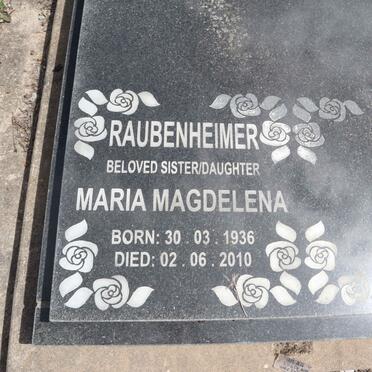 RAUBENHEIMER
BELOVED SISTER/DAUGHTER
MARIA MAGDELENA
BORN: 30 . 03 . 1936
DIED: 02 . 06 . 2010